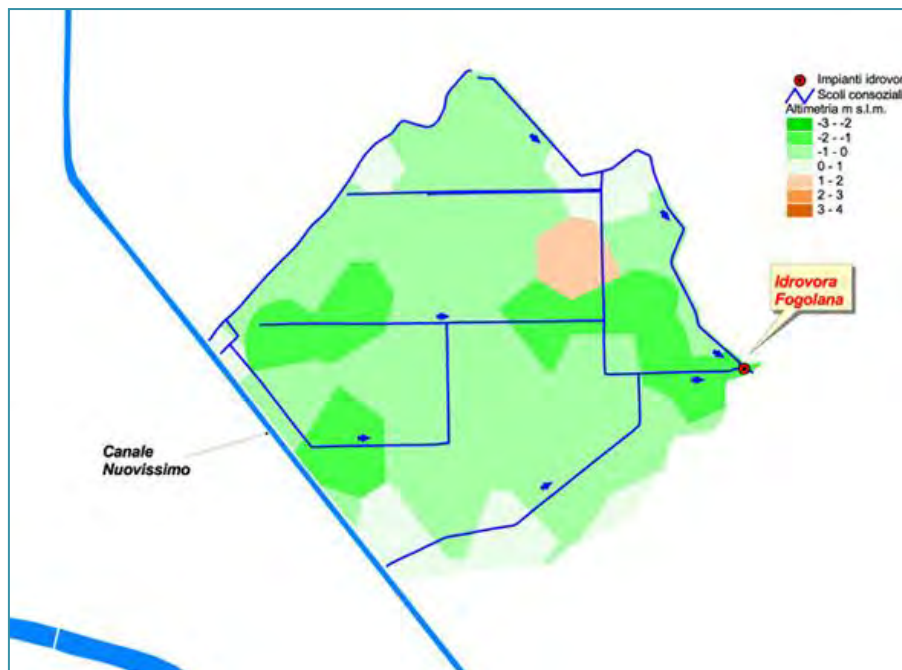 Impianti idrovor
Scoli consoziali
Altimetria m s.l.m.
-3 - -2
-2 - -1
-1 - 0
0 - 1
1 - 2
2 - 3
3 - 4
Idrovora
Fogolana
Canale
Nuovissimo